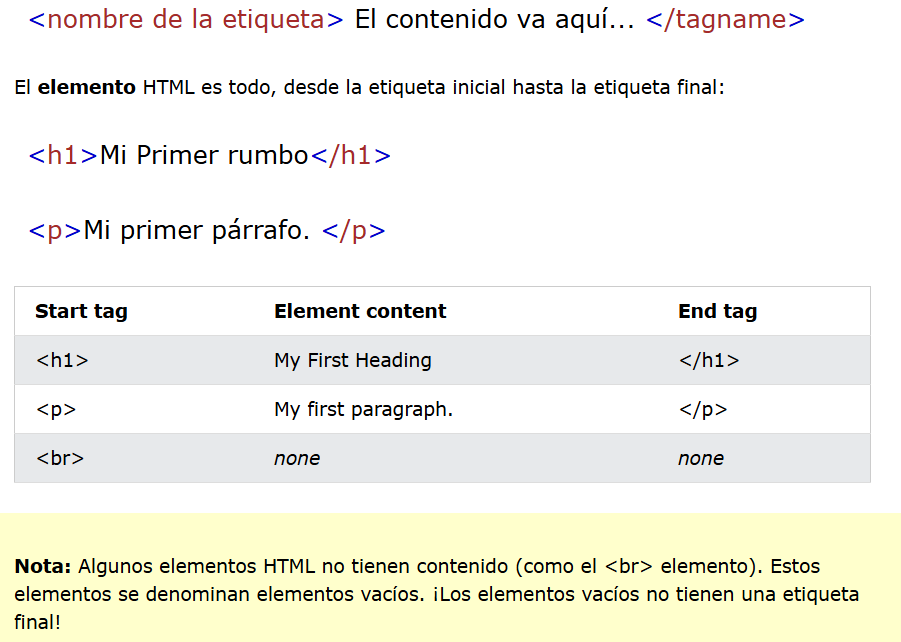 <nombre de la etiqueta> El contenido va aquí... </tagname>
El elemento HTML es todo, desde la etiqueta inicial hasta la etiqueta final:
<h1>Mi Primer rumbo</h1>
<p>Mi primer párrafo. </p>
Start tag Element content End tag
<h1> My First Heading </h1>
<p> My first paragraph. </p>
<br> none none
Nota: Algunos elementos HTML no tienen contenido (como el <br> elemento). Estos
elementos se denominan elementos vacíos. ¡Los elementos vacíos no tienen una etiqueta
final!